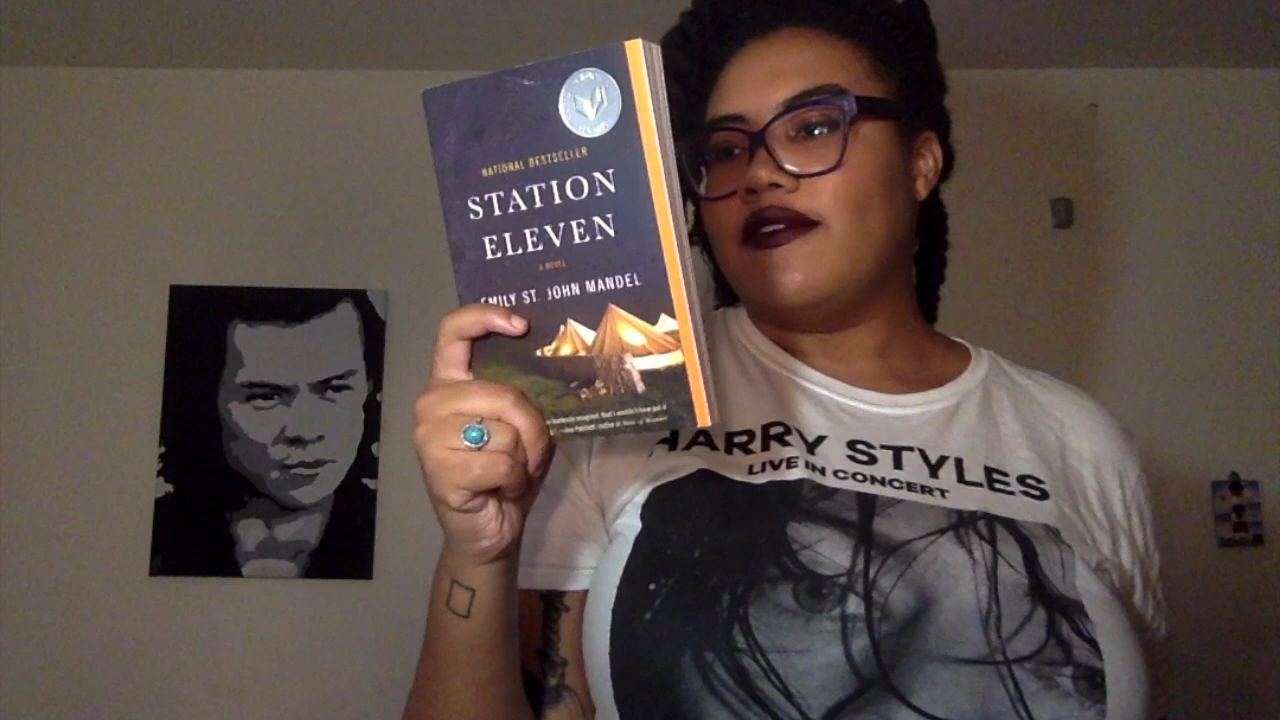 NATIONAL BESTSELLER
STATION
ELEVEN
A NOVEL
EMILY ST. JOHN MANDEL
HARRY STYLES
LIVE IN CONCERT